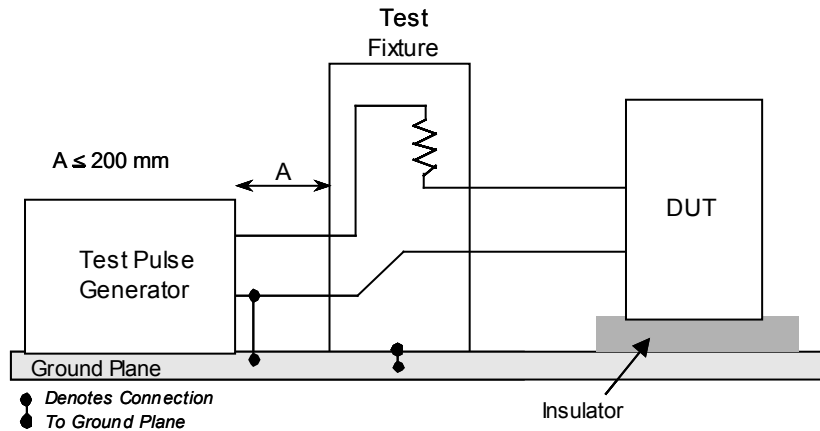 Test
Fixture
A ≤ 200 mm
A
Test Pulse
Generator
DUT
Ground Plane
Denotes Connection
To Ground Plane
Insulator